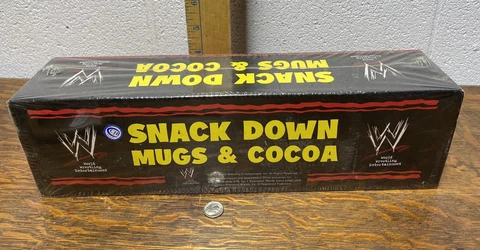 SNACK DOWN
MUGS & COCOA
SNACK DOWN
MUGS & COCOA
World
Wrestling
Entertainment
World
Wrestling
Entertainment